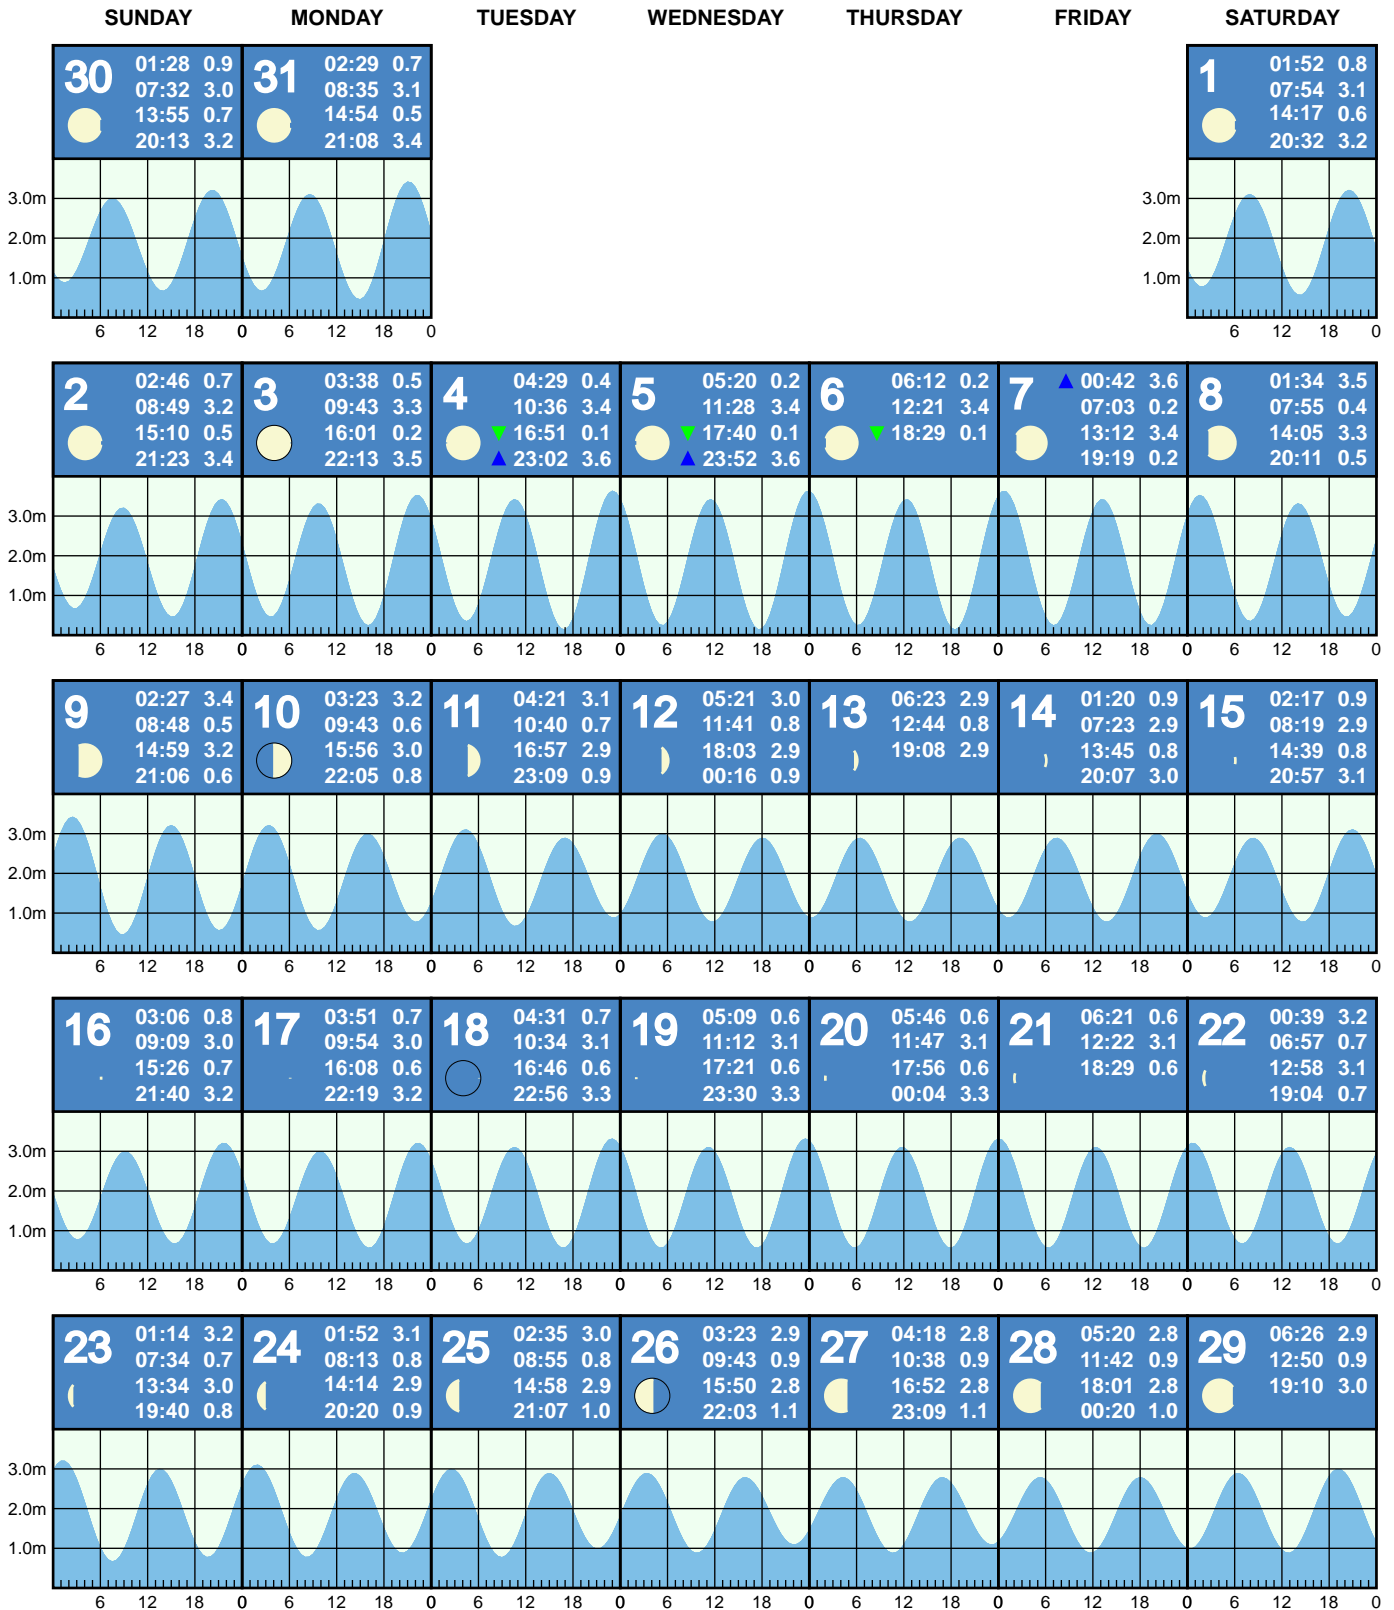 SUNDAY MONDAY TUESDAY WEDNESDAY THURSDAY FRIDAY SATURDAY
30 01:28 0.9 31 02:29 0.7 1 01:52 0.8
07:32 3.0 08:35 3.1 07:54 3.1
13:55 0.7 14:54 0.5 14:17 0.6
20:13 3.2 21:08 3.4 20:32 3.2
3.0m 3.0m
2.0m 2.0m
1.0m 1.0m
6 12 18 0 6 12 18 0 6 12 18 0
2 02:46 0.7 3 03:38 0.5 4 04:29 0.4 5 05:20 0.2 6 06:12 0.2 7 00:42 3.6 8 01:34 3.5
08:49 3.2 09:43 3.3 10:36 3.4 11:28 3.4 12:21 3.4 07:03 0.2 07:55 0.4
15:10 0.5 16:01 0.2 16:51 0.1 17:40 0.1 18:29 0.1 13:12 3.4 14:05 3.3
21:23 3.4 22:13 3.5 23:02 3.6 23:52 3.6 19:19 0.2 20:11 0.5
3.0m
2.0m
1.0m
6 12 18 0 6 12 18 0 6 12 18 0 6 12 18 0 6 12 18 0 6 12 18 0 6 12 18 0
9 02:27 3.4 10 03:23 3.2 11 04:21 3.1 12 05:21 3.0 13 06:23 2.9 14 01:20 0.9 15 02:17 0.9
08:48 0.5 09:43 0.6 10:40 0.7 11:41 0.8 12:44 0.8 07:23 2.9 08:19 2.9
14:59 3.2 15:56 3.0 16:57 2.9 18:03 2.9 19:08 2.9 13:45 0.8 14:39 0.8
21:06 0.6 22:05 0.8 23:09 0.9 00:16 0.9 20:07 3.0 20:57 3.1
3.0m
2.0m
1.0m
6 12 18 0 6 12 18 0 6 12 18 0 6 12 18 0 6 12 18 0 6 12 18 0 6 12 18 0
16 03:06 0.8 17 03:51 0.7 18 04:31 0.7 19 05:09 0.6 20 05:46 0.6 21 06:21 0.6 22 00:39 3.2
09:09 3.0 09:54 3.0 10:34 3.1 11:12 3.1 11:47 3.1 12:22 3.1 06:57 0.7
15:26 0.7 16:08 0.6 16:46 0.6 17:21 0.6 17:56 0.6 18:29 0.6 12:58 3.1
21:40 3.2 22:19 3.2 22:56 3.3 23:30 3.3 00:04 3.3 19:04 0.7
3.0m
2.0m
1.0m
6 12 18 0 6 12 18 0 6 12 18 0 6 12 18 0 6 12 18 0 6 12 18 0 6 12 18 0
23 01:14 3.2 24 01:52 3.1 25 02:35 3.0 26 03:23 2.9 27 04:18 2.8 28 05:20 2.8 29 06:26 2.9
07:34 0.7 08:13 0.8 08:55 0.8 09:43 0.9 10:38 0.9 11:42 0.9 12:50 0.9
13:34 3.0 14:14 2.9 14:58 2.9 15:50 2.8 16:52 2.8 18:01 2.8 19:10 3.0
19:40 0.8 20:20 0.9 21:07 1.0 22:03 1.1 23:09 1.1 00:20 1.0
3.0m
2.0m
1.0m
6 12 18 0 6 12 18 0 6 12 18 0 6 12 18 0 6 12 18 0 6 12 18 0 6 12 18 0